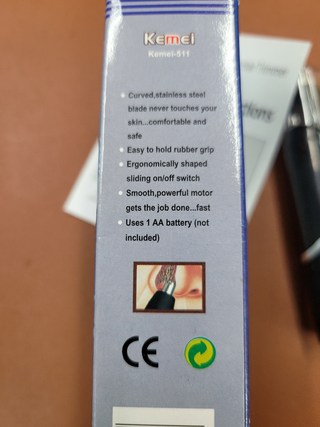 Kemei
Kemei-511
Curved,stainless steel
blade never touches your
skin...comfortable and
safe
Easy to hold rubber grip
Ergonomically shaped
sliding on/off switch
Smooth,powerful motor
gets the job done...fast
Uses 1 AA battery (not
included)
CE